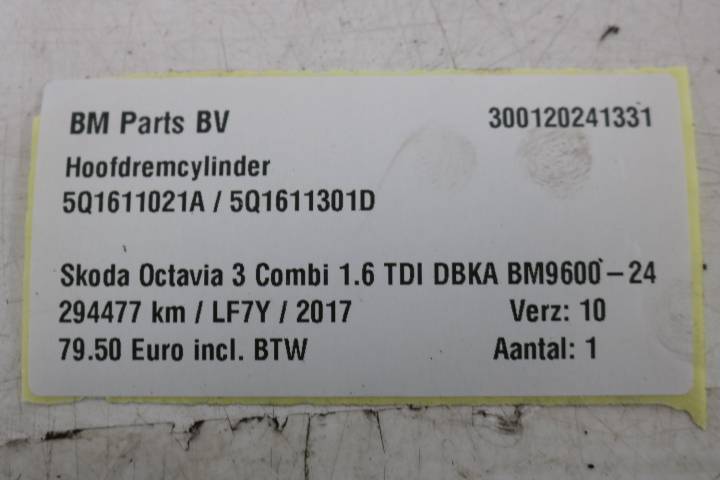 BM Parts BV 300120241331
Hoofdremcylinder
5Q1611021A / 5Q1611301D
Skoda Octavia 3 Combi 1.6 TDI DBKA BM9600-24
294477 km / LF7Y / 2017 Verz: 10
79.50 Euro incl. BTW Aantal: 1